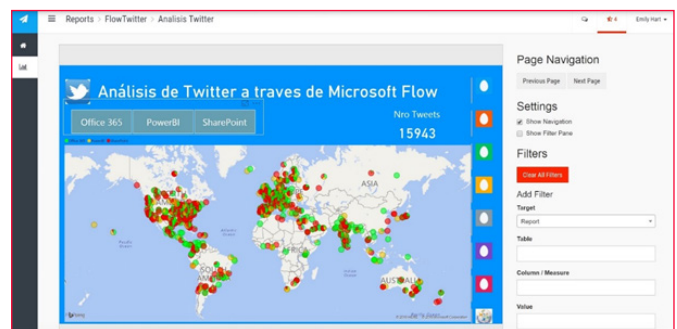 Reports > FlowTwitter > Analisis Twitter
4
Emily Hart
Análisis de Twitter a traves de Microsoft Flow
Office 365
PowerBI
SharePoint
Nro Tweets
15943
ASIA
AUSTRALIA
Page Navigation
Previous Page
Next Page
Settings
Show Navigation
Show Filter Pane
Filters
Clear All Filters
Add Filter
Target
Report
Table
Column / Measure
Value